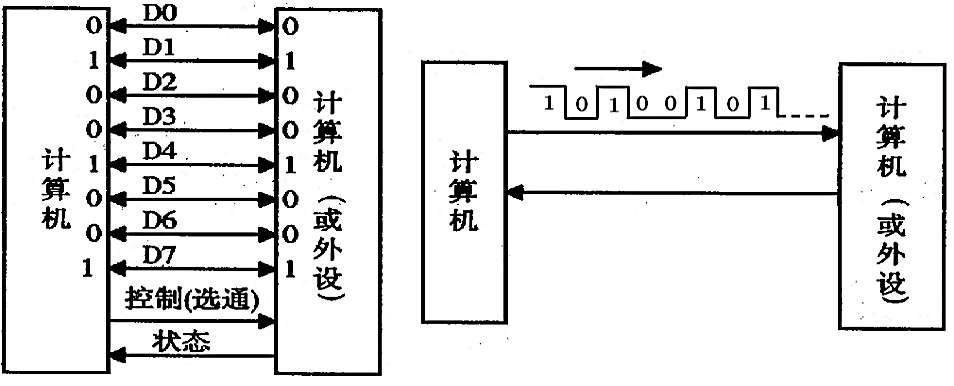 计算机
0 D0 0
1 D1 1
0 D2 0
0 D3 0
1 D4 1
0 D5 0
0 D6 0
1 D7 1
控制(选通)
状态
计算机(或外设)
计算机
1 0 1 0 0 1 0 1
计算机(或外设)